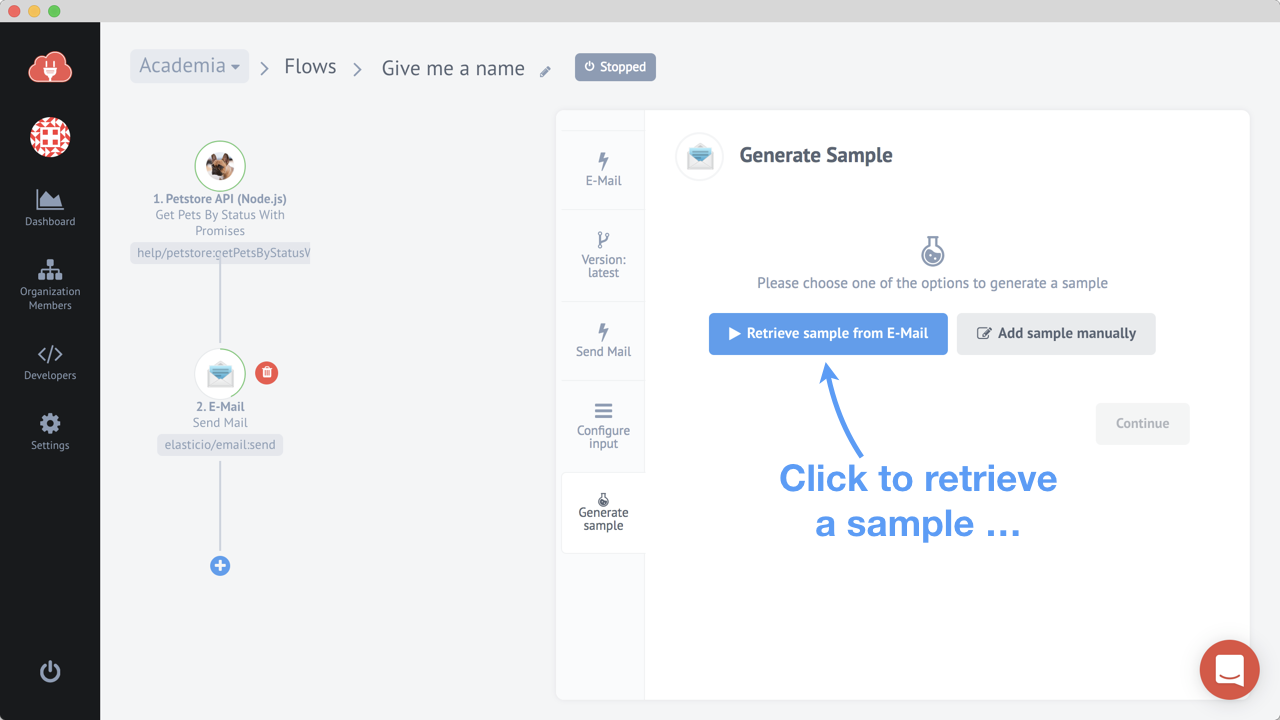 Academia
Flows
Give me a name
Stopped
Dashboard
Organization
Members
Developers
Settings
1. Petstore API (Node.js)
Get Pets By Status With
Promises
help/petstore:getPetsByStatusW
2. E-Mail
Send Mail
elasticio/email:send
E-Mail
Version:
latest
Send Mail
Configure
input
Generate
sample
Generate Sample
Please choose one of the options to generate a sample
Retrieve sample from E-Mail
Add sample manually
Continue
Click to retrieve
a sample ...